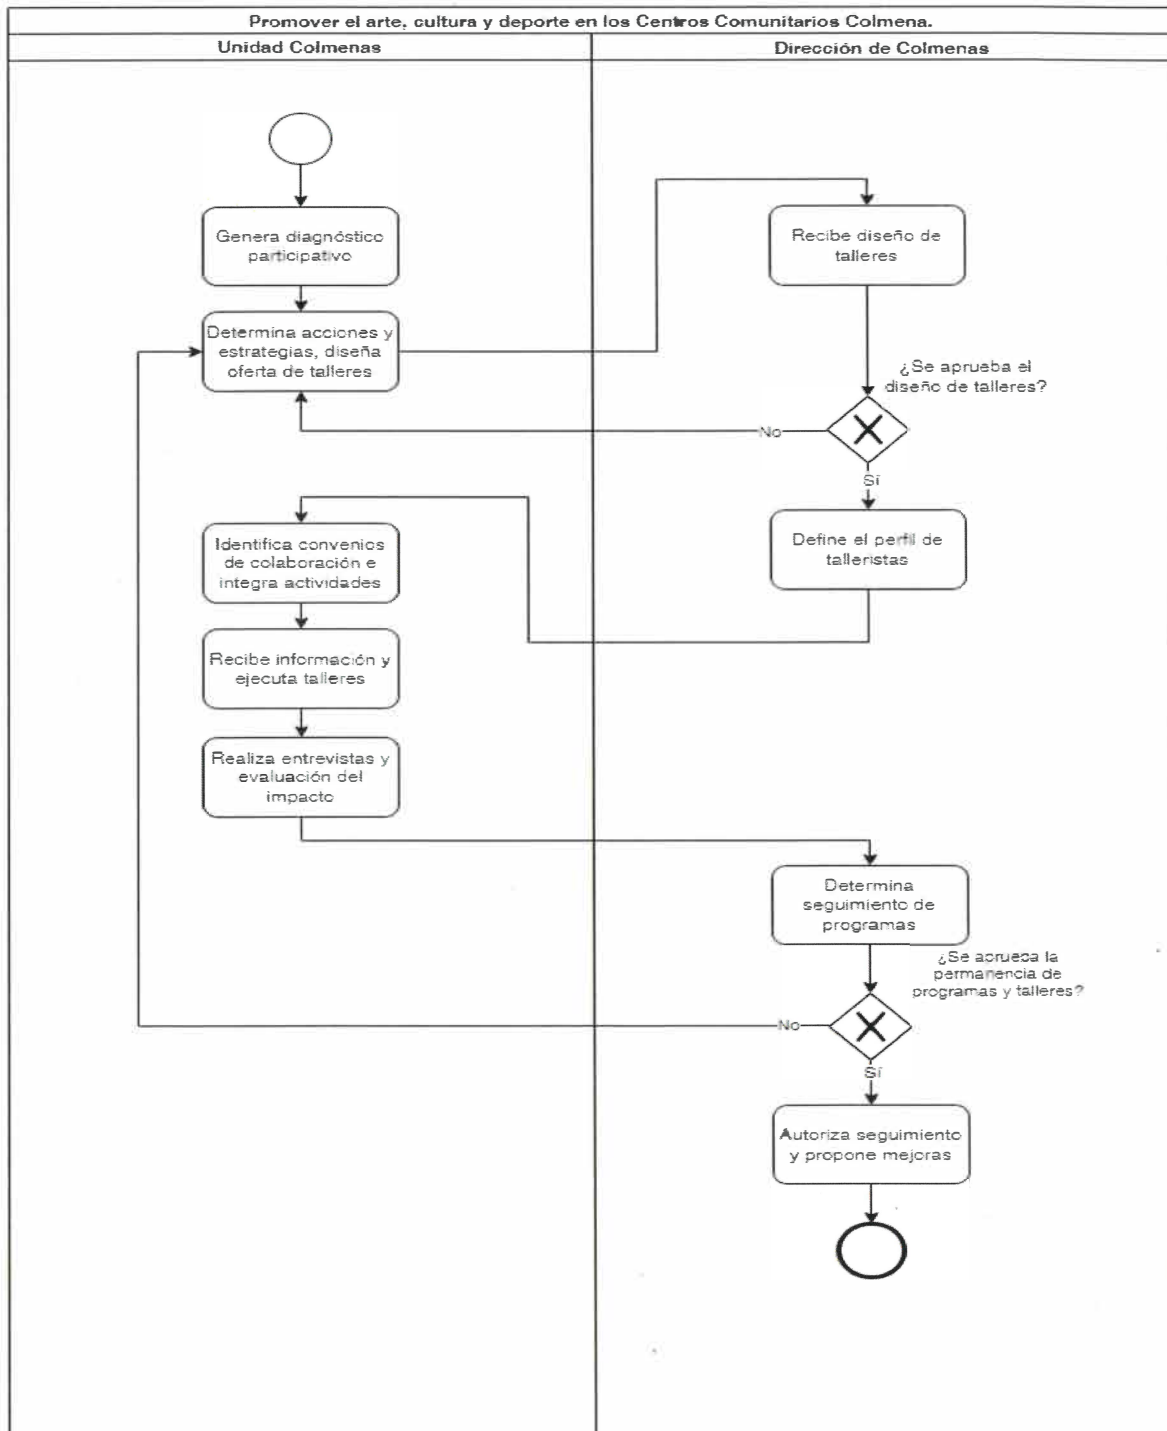 Promover el arte, cultura y deporte en los Centros Comunitarios Colmena.
Unidad Colmenas
Dirección de Colmenas
Genera diagnóstico
participativo
Determina acciones y
estrategias, diseña
oferta de talleres
Recibe diseño de
talleres
¿Se aprueba el
diseño de talleres?
No
Sí
Define el perfil de
talleristas
Identifica convenios
de colaboración e
integra actividades
Recibe información y
ejecuta talleres
Realiza entrevistas y
evaluación del
impacto
Determina
seguimiento de
programas
¿Se aprueba la
permanencia de
programas y talleres?
No
Sí
Autoriza seguimiento
y propone mejoras